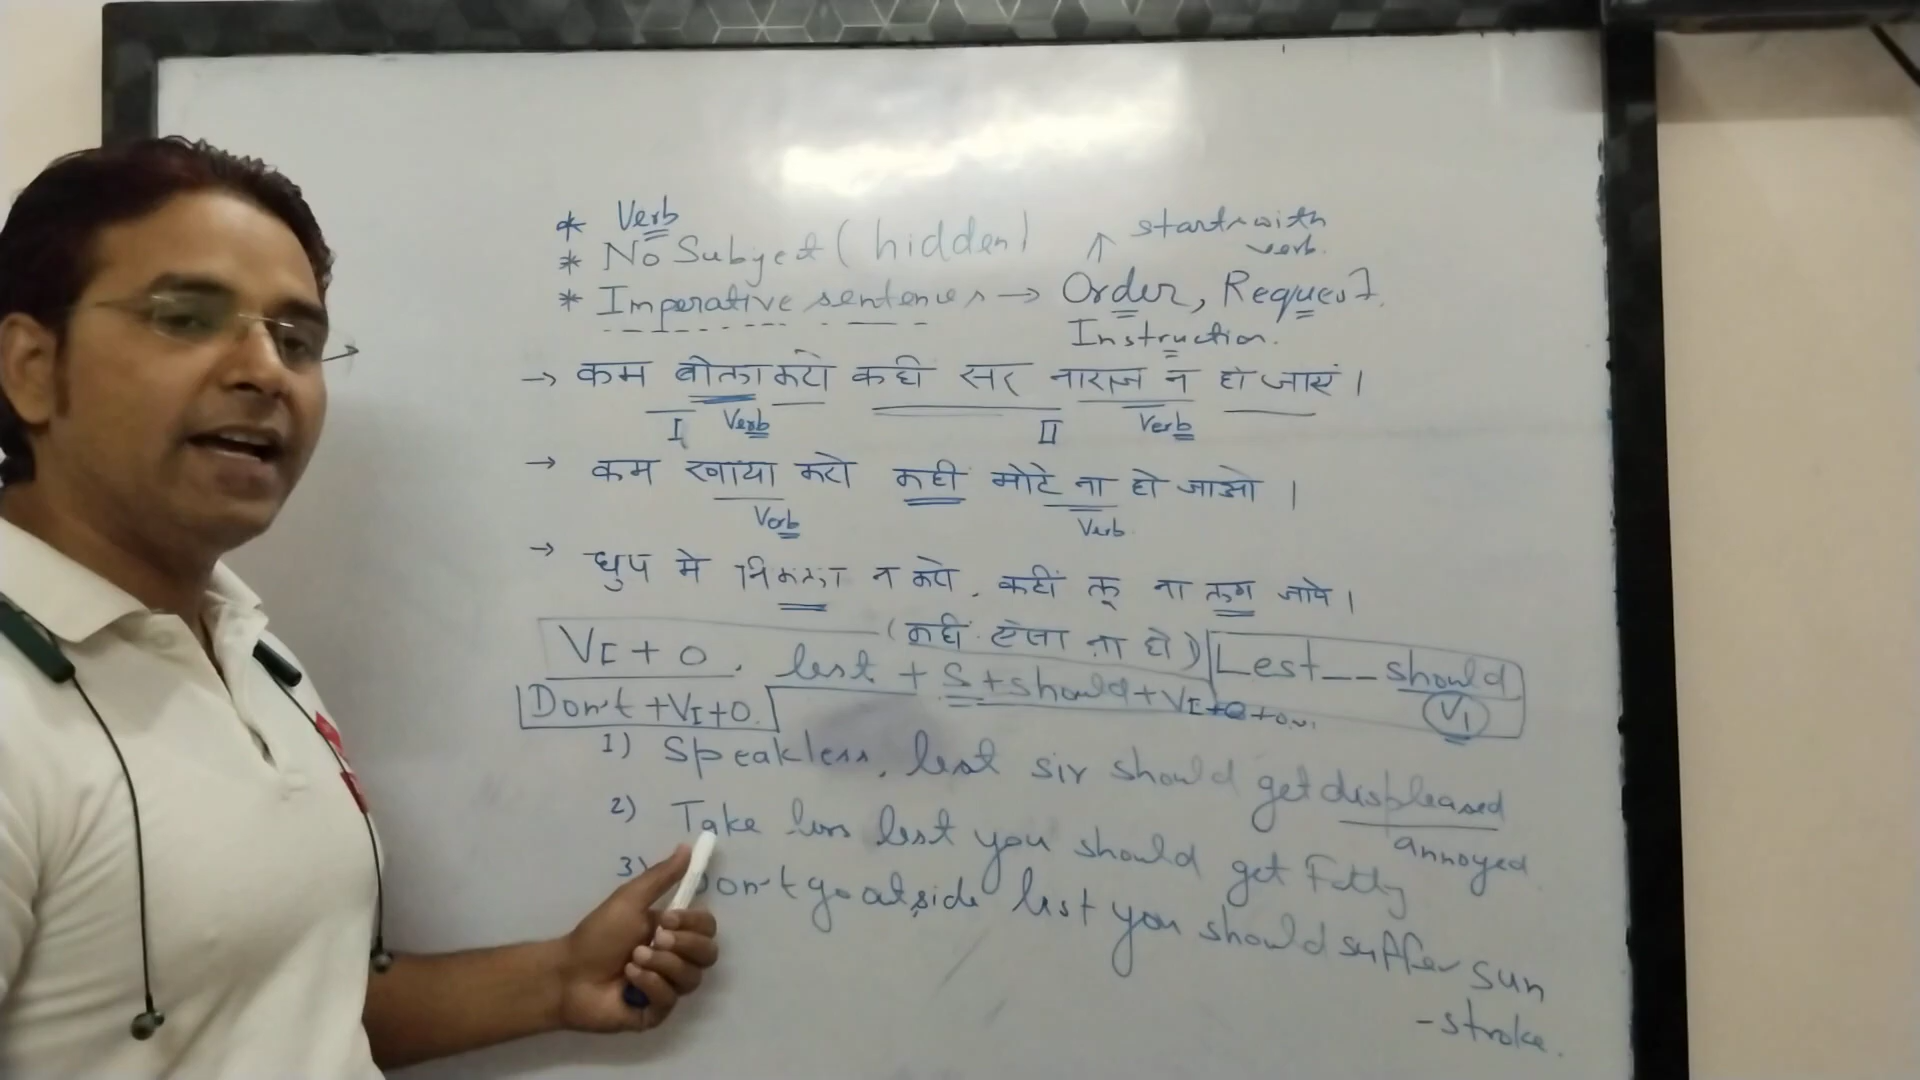 * Verb
* No Subject (hidden) ↑ starts with verb.
* Imperative sentences → Order, Request.
Instruction.
→ कम बोला करो कही सर नाराज न हो जाएं ।
I Verb II Verb
→ कम खाया करो कही मोटे ना हो जाओ ।
Verb Verb
→ धुप मे निकला न करो, कहीं लू ना लग जाये ।
(कही ऐसा ना हो)
VI + O, lest + S + should + VI + O + on.
Don't + VI + O.
Lest -- should
V1
1) Speak less, lest sir should get displeased
annoyed
2) Take less lest you should get Fatty
3) Don't go outside lest you should suffer sun
-stroke.